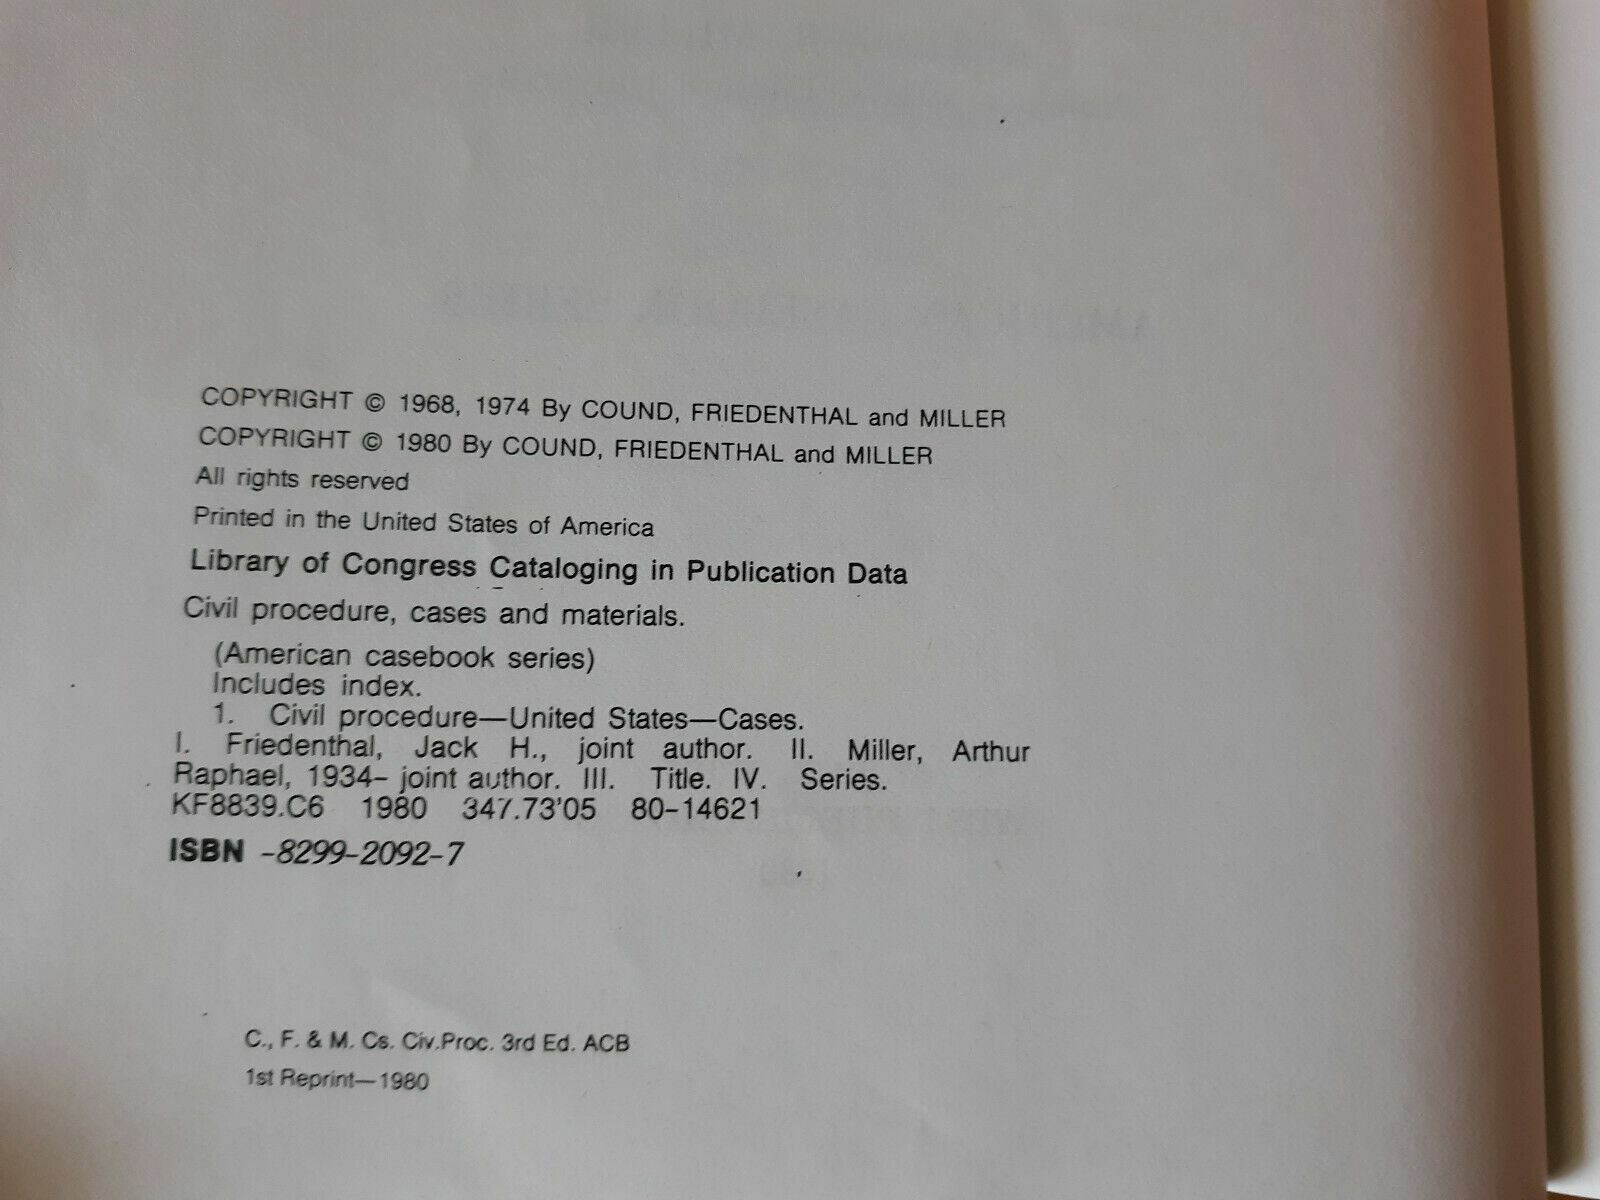 COPYRIGHT © 1968, 1974 By COUND, FRIEDENTHAL and MILLER
COPYRIGHT © 1980 By COUND, FRIEDENTHAL and MILLER
All rights reserved
Printed in the United States of America
Library of Congress Cataloging in Publication Data
Civil procedure, cases and materials.
(American casebook series)
Includes index.
1. Civil procedure—United States—Cases.
I. Friedenthal, Jack H., joint author. II. Miller, Arthur
Raphael, 1934– joint author. III. Title. IV. Series.
KF8839.C6 1980 347.73'05 80-14621
ISBN -8299-2092-7
C., F. & M. Cs. Civ.Proc. 3rd Ed. ACB
1st Reprint—1980